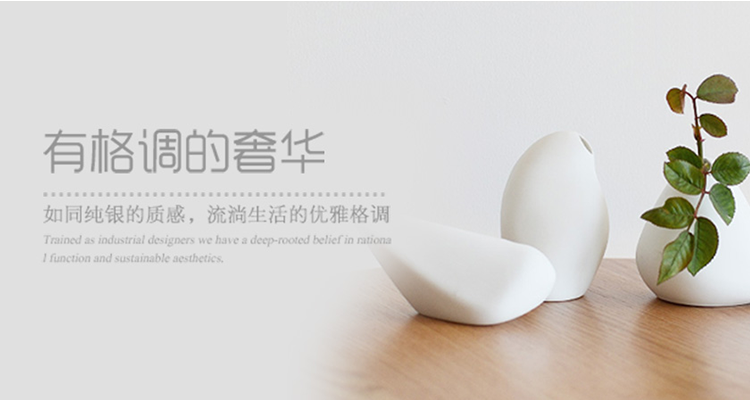 有格调的奢华
如同纯银的质感，流淌生活的优雅格调
Trained as industrial designers we have a deep-rooted belief in rationa
l function and sustainable aesthetics.